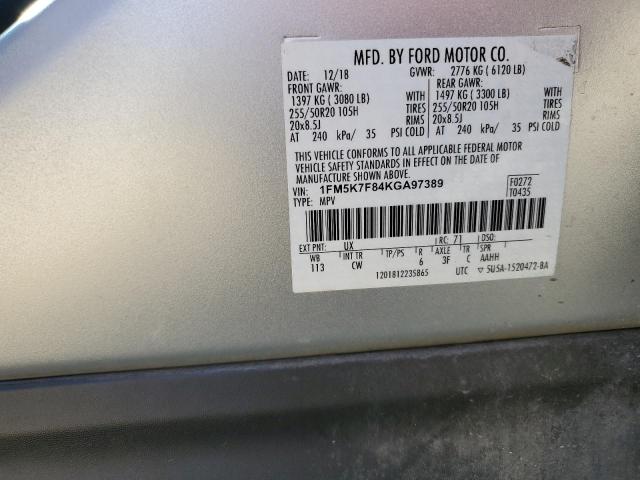 MFD. BY FORD MOTOR CO.
DATE: 12/18 GVWR: 2776 KG ( 6120 LB)
FRONT GAWR: REAR GAWR:
1397 KG ( 3080 LB) WITH 1497 KG ( 3300 LB) WITH
255/50R20 105H TIRES 255/50R20 105H TIRES
20x8.5J RIMS 20x8.5J RIMS
AT 240 kPa/ 35 PSI COLD AT 240 kPa/ 35 PSI COLD
THIS VEHICLE CONFORMS TO ALL APPLICABLE FEDERAL MOTOR
VEHICLE SAFETY STANDARDS IN EFFECT ON THE DATE OF
MANUFACTURE SHOWN ABOVE.
VIN: 1FM5K7F84KGA97389 F0272
TYPE: MPV T0435
EXT PNT: UX RC: 71 DSO:
WB INT TR TP/PS R AXLE TR SPR
113 CW 6 3F C AAHH
1201812235865 UTC ▽ 5U5A-1520472-BA